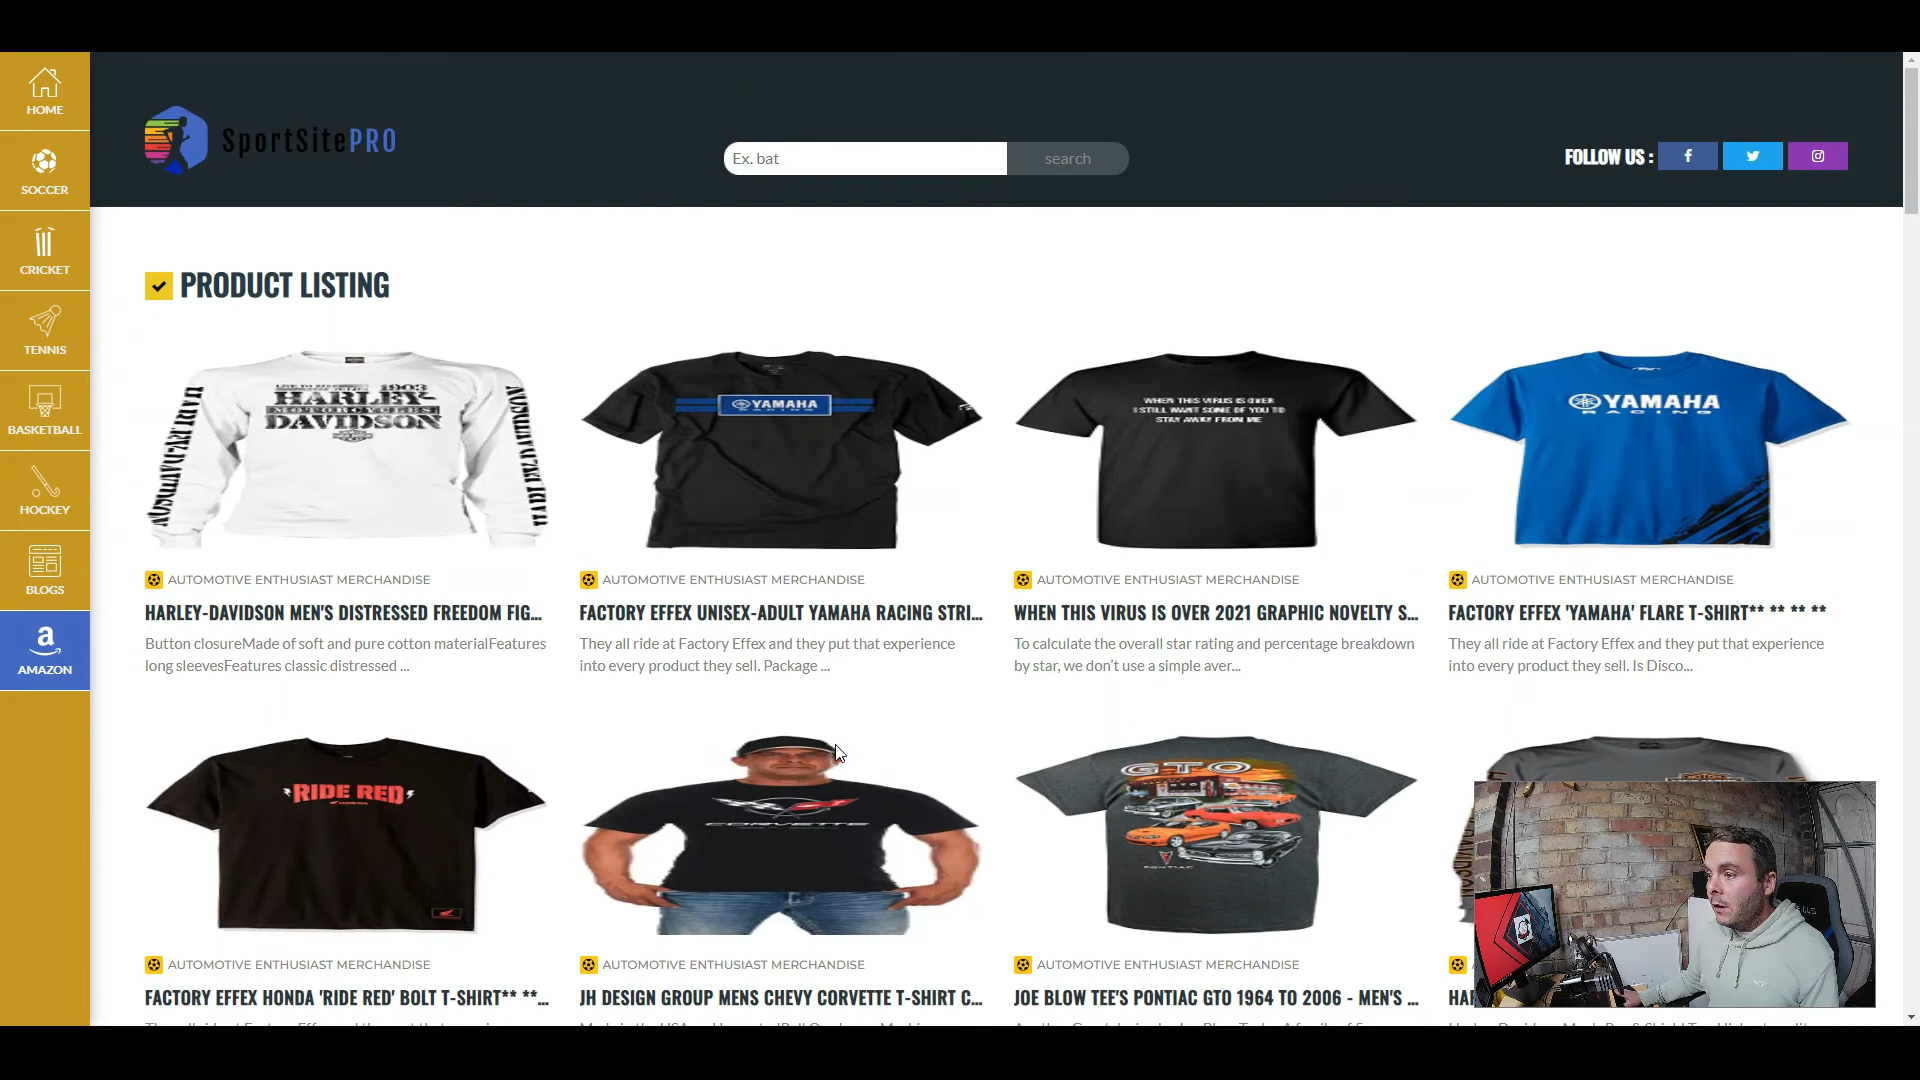 HOME
SOCCER
CRICKET
TENNIS
BASKETBALL
HOCKEY
BLOGS
AMAZON
SportSitePRO
Ex. bat
search
FOLLOW US :
PRODUCT LISTING
1903
HARLEY-
MOTORCYCLES
DAVIDSON
YAMAHA
RACING
WHEN THIS VIRUS IS OVER
I STILL WANT SOME OF YOU TO
STAY AWAY FROM ME
YAMAHA
RACING
AUTOMOTIVE ENTHUSIAST MERCHANDISE
HARLEY-DAVIDSON MEN'S DISTRESSED FREEDOM FIG...
Button closureMade of soft and pure cotton materialFeatures
long sleevesFeatures classic distressed ...
AUTOMOTIVE ENTHUSIAST MERCHANDISE
FACTORY EFFEX UNISEX-ADULT YAMAHA RACING STRI...
They all ride at Factory Effex and they put that experience
into every product they sell. Package ...
AUTOMOTIVE ENTHUSIAST MERCHANDISE
WHEN THIS VIRUS IS OVER 2021 GRAPHIC NOVELTY S...
To calculate the overall star rating and percentage breakdown
by star, we don’t use a simple aver...
AUTOMOTIVE ENTHUSIAST MERCHANDISE
FACTORY EFFEX 'YAMAHA' FLARE T-SHIRT** ** ** **
They all ride at Factory Effex and they put that experience
into every product they sell. Is Disco...
RIDE RED
CORVETTE
GTO
PONTIAC
AUTOMOTIVE ENTHUSIAST MERCHANDISE
FACTORY EFFEX HONDA 'RIDE RED' BOLT T-SHIRT** **...
AUTOMOTIVE ENTHUSIAST MERCHANDISE
JH DESIGN GROUP MENS CHEVY CORVETTE T-SHIRT C...
AUTOMOTIVE ENTHUSIAST MERCHANDISE
JOE BLOW TEE'S PONTIAC GTO 1964 TO 2006 - MEN'S ...